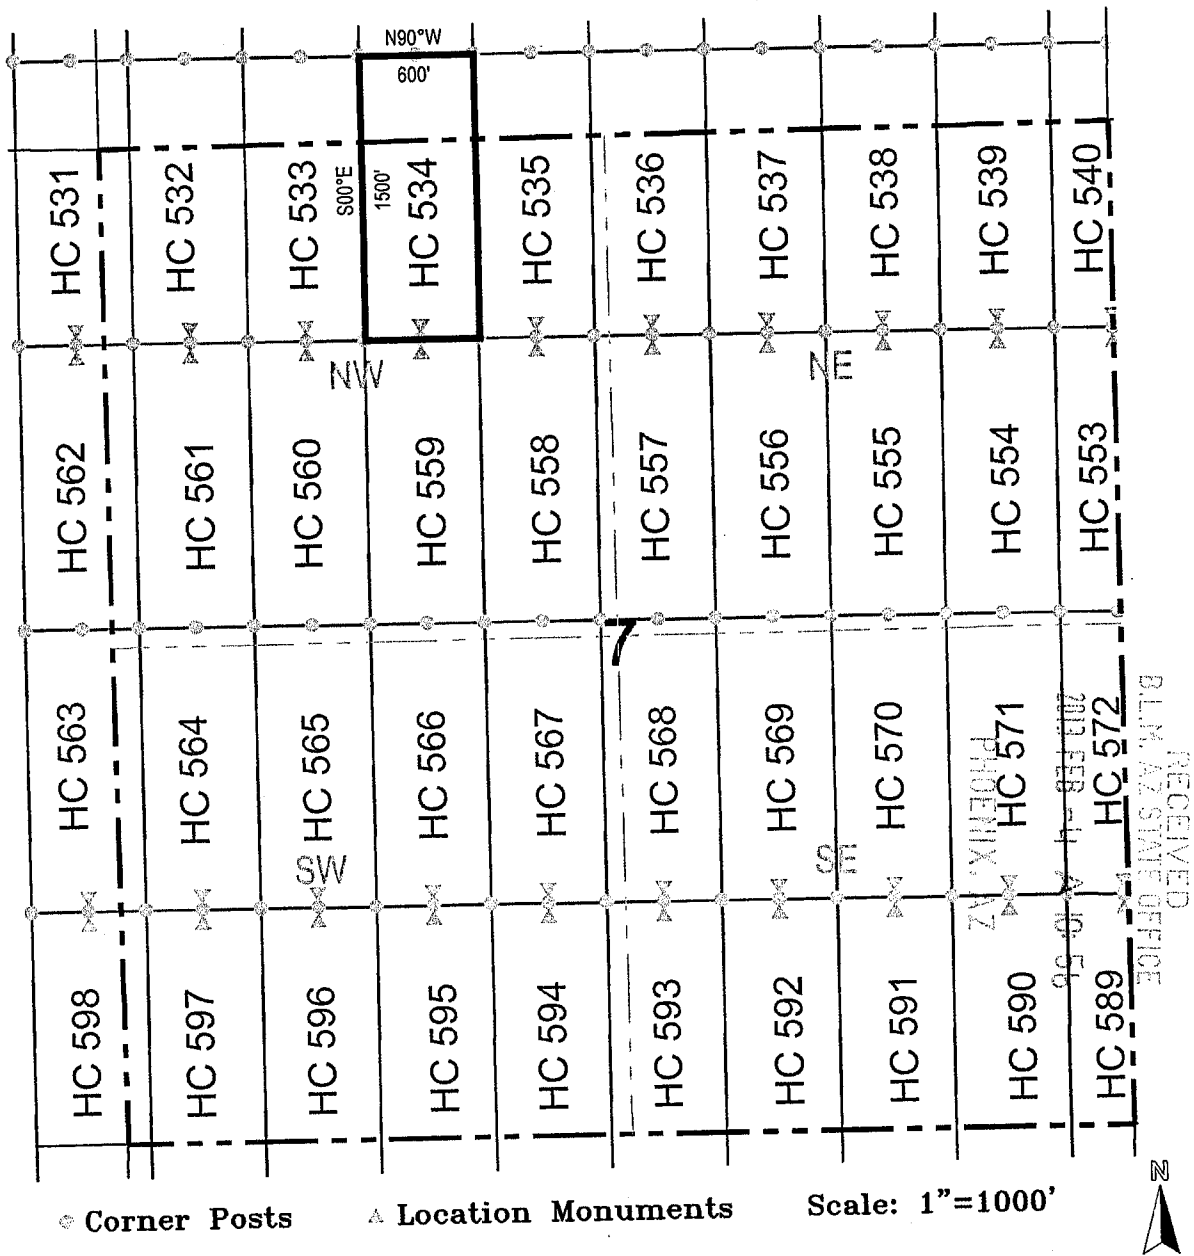 N90°W
600'
S00°E
1500'
HC 531
HC 532
HC 533
HC 534
HC 535
HC 536
HC 537
HC 538
HC 539
HC 540
NW
NE
HC 562
HC 561
HC 560
HC 559
HC 558
HC 557
HC 556
HC 555
HC 554
HC 553
7
HC 563
HC 564
HC 565
HC 566
HC 567
HC 568
HC 569
HC 570
HC 571
HC 572
SW
SE
HC 598
HC 597
HC 596
HC 595
HC 594
HC 593
HC 592
HC 591
HC 590
HC 589
RECEIVED
B.L.M. AZ STATE OFFICE
FEB -4 A 10:56
PHOENIX, AZ
Corner Posts
Location Monuments
Scale: 1"=1000'
N